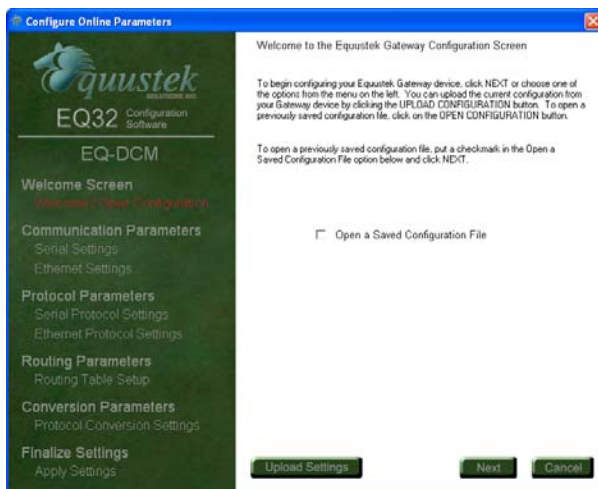 Configure Online Parameters
Equustek
SOLUTIONS INC.
EQ32 Configuration Software
EQ-DCM
Welcome Screen
Welcome / Open Configuration
Communication Parameters
Serial Settings
Ethernet Settings
Protocol Parameters
Serial Protocol Settings
Ethernet Protocol Settings
Routing Parameters
Routing Table Setup
Conversion Parameters
Protocol Conversion Settings
Finalize Settings
Apply Settings
Welcome to the Equustek Gateway Configuration Screen
To begin configuring your Equustek Gateway device, click NEXT or choose one of
the options from the menu on the left. You can upload the current configuration from
your Gateway device by clicking the UPLOAD CONFIGURATION button. To open a
previously saved configuration file, click on the OPEN CONFIGURATION button.
To open a previously saved configuration file, put a checkmark in the Open a
Saved Configuration File option below and click NEXT.
Open a Saved Configuration File
Upload Settings
Next
Cancel